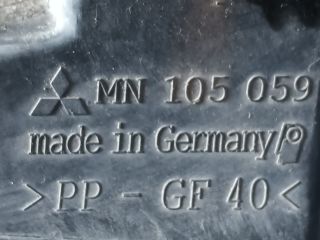 MN 105 059
made in Germany/
>PP - GF 40<